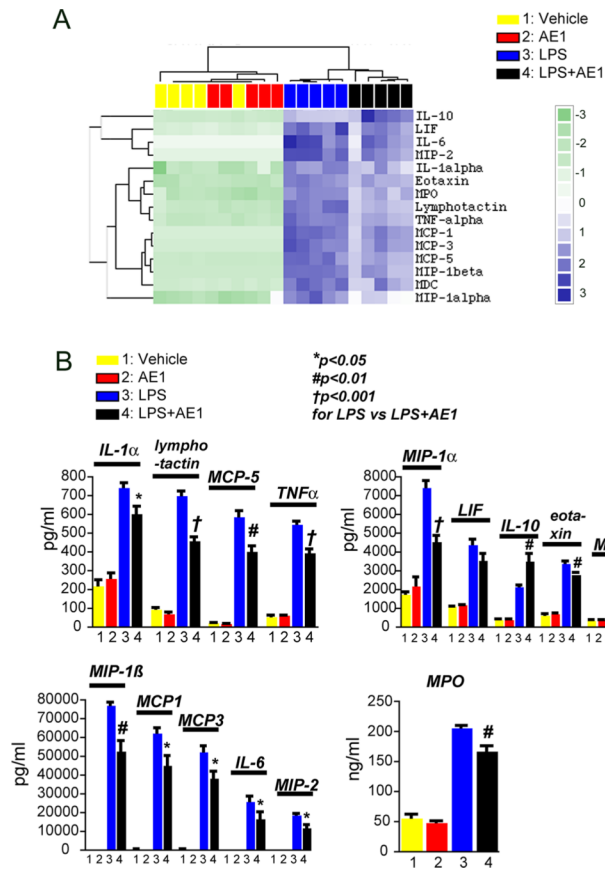 A
1: Vehicle
2: AE1
3: LPS
4: LPS+AE1
IL-10
LIF
IL-6
MIP-2
IL-1alpha
Eotaxin
MPO
Lymphotactin
TNF-alpha
MCP-1
MCP-3
MCP-5
MIP-1beta
MDC
MIP-1alpha
-3
-2
-1
0
1
2
3
B
1: Vehicle
2: AE1
3: LPS
4: LPS+AE1
*p<0.05
#p<0.01
†p<0.001
for LPS vs LPS+AE1
IL-1α
lympho
-tactin
MCP-5
TNFα
pg/ml
800
700
600
500
400
300
200
100
0
* † # †
1 2 3 4 1 2 3 4 1 2 3 4 1 2 3 4
MIP-1α
LIF
IL-10
eota-
xin
M
pg/ml
8000
7000
6000
5000
4000
3000
2000
1000
0
† # #
1 2 3 4 1 2 3 4 1 2 3 4 1 2 3 4 1 2
MIP-1ß
MCP1
MCP3
IL-6
MIP-2
pg/ml
80000
70000
60000
50000
40000
30000
20000
10000
0
# * * * *
1 2 3 4 1 2 3 4 1 2 3 4 1 2 3 4 1 2 3 4
MPO
ng/ml
250
200
150
100
50
0
#
1 2 3 4